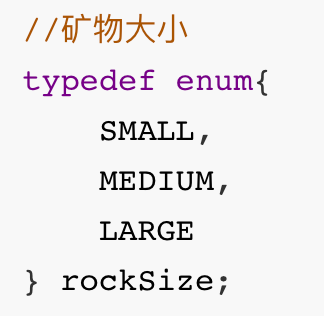 //矿物大小
typedef enum{
    SMALL,
    MEDIUM,
    LARGE
} rockSize;